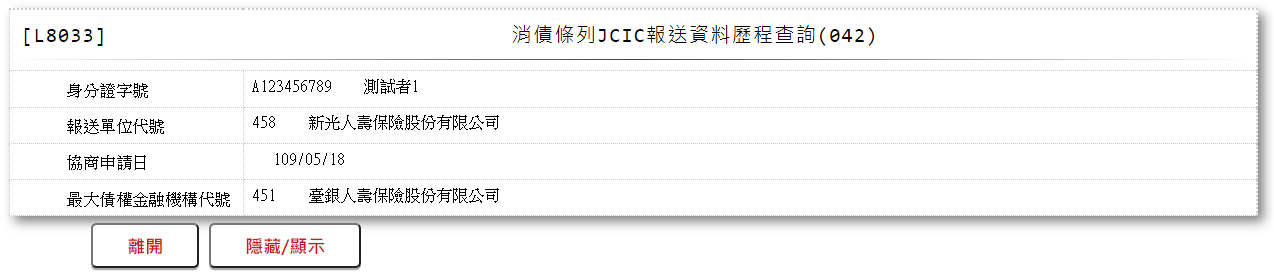 [L8033] 消債條列JCIC報送資料歷程查詢(042)
身分證字號 A123456789 測試者1
報送單位代號 458 新光人壽保險股份有限公司
協商申請日 109/05/18
最大債權金融機構代號 451 臺銀人壽保險股份有限公司
離開 隱藏/顯示